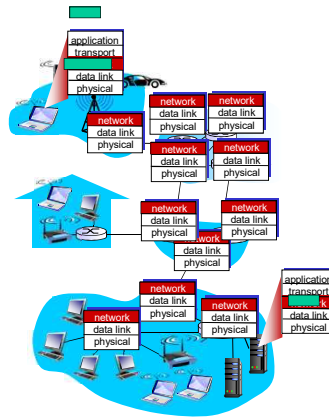 application
transport
data link
physical
network
data link
physical
network
data link
physical
network
data link
physical
network
data link
physical
network
data link
physical
network
data link
physical
network
data link
physical
network
data link
physical
application
transport
data link
physical
network
data link
physical
network
data link
physical
network
data link
physical